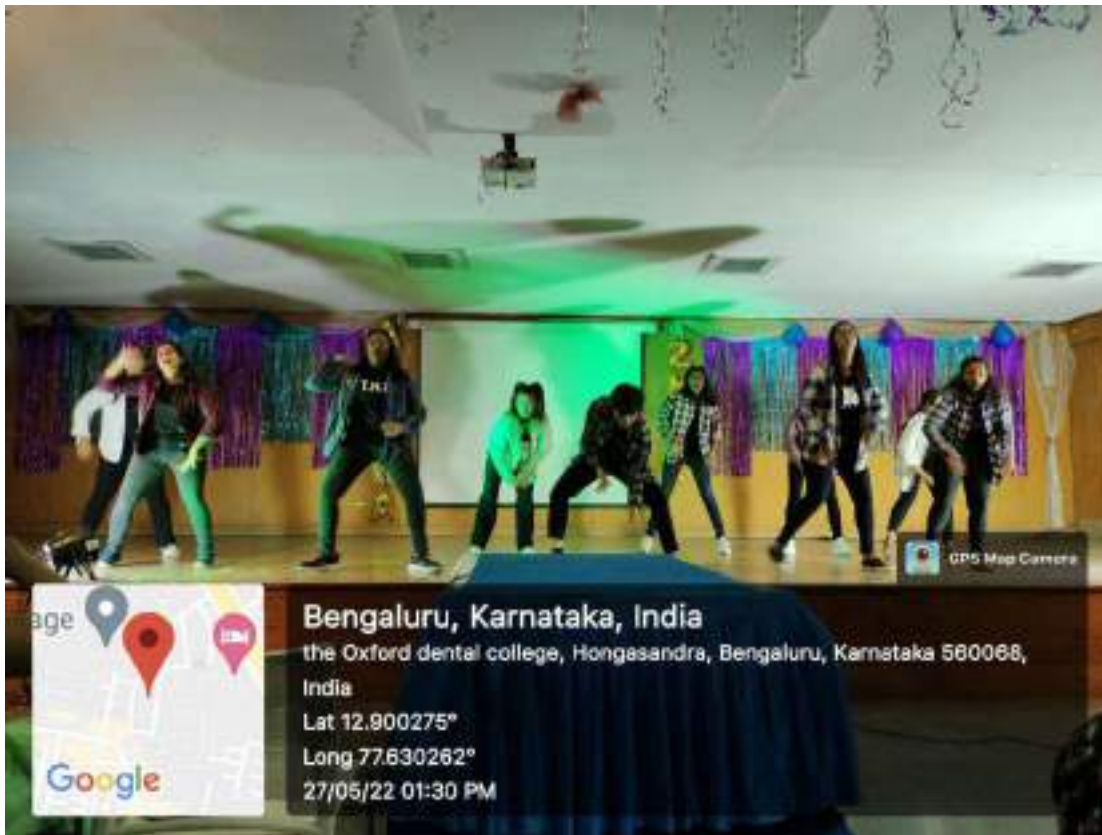 GPS Map Camera
age
Google
Bengaluru, Karnataka, India
the Oxford dental college, Hongasandra, Bengaluru, Karnataka 560068,
India
Lat 12.900275°
Long 77.630262°
27/05/22 01:30 PM